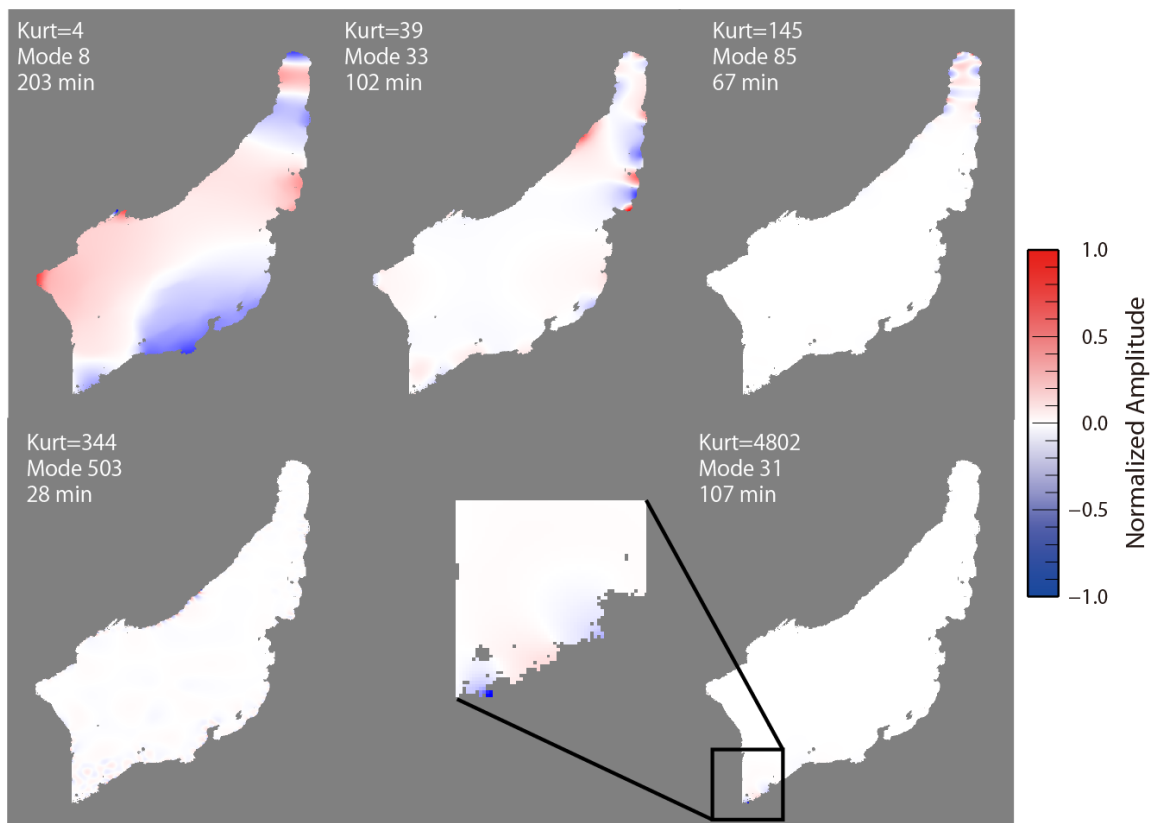 Kurt=4
Mode 8
203 min
Kurt=39
Mode 33
102 min
Kurt=145
Mode 85
67 min
Kurt=344
Mode 503
28 min
Kurt=4802
Mode 31
107 min
1.0
0.5
0.0
−0.5
−1.0
Normalized Amplitude